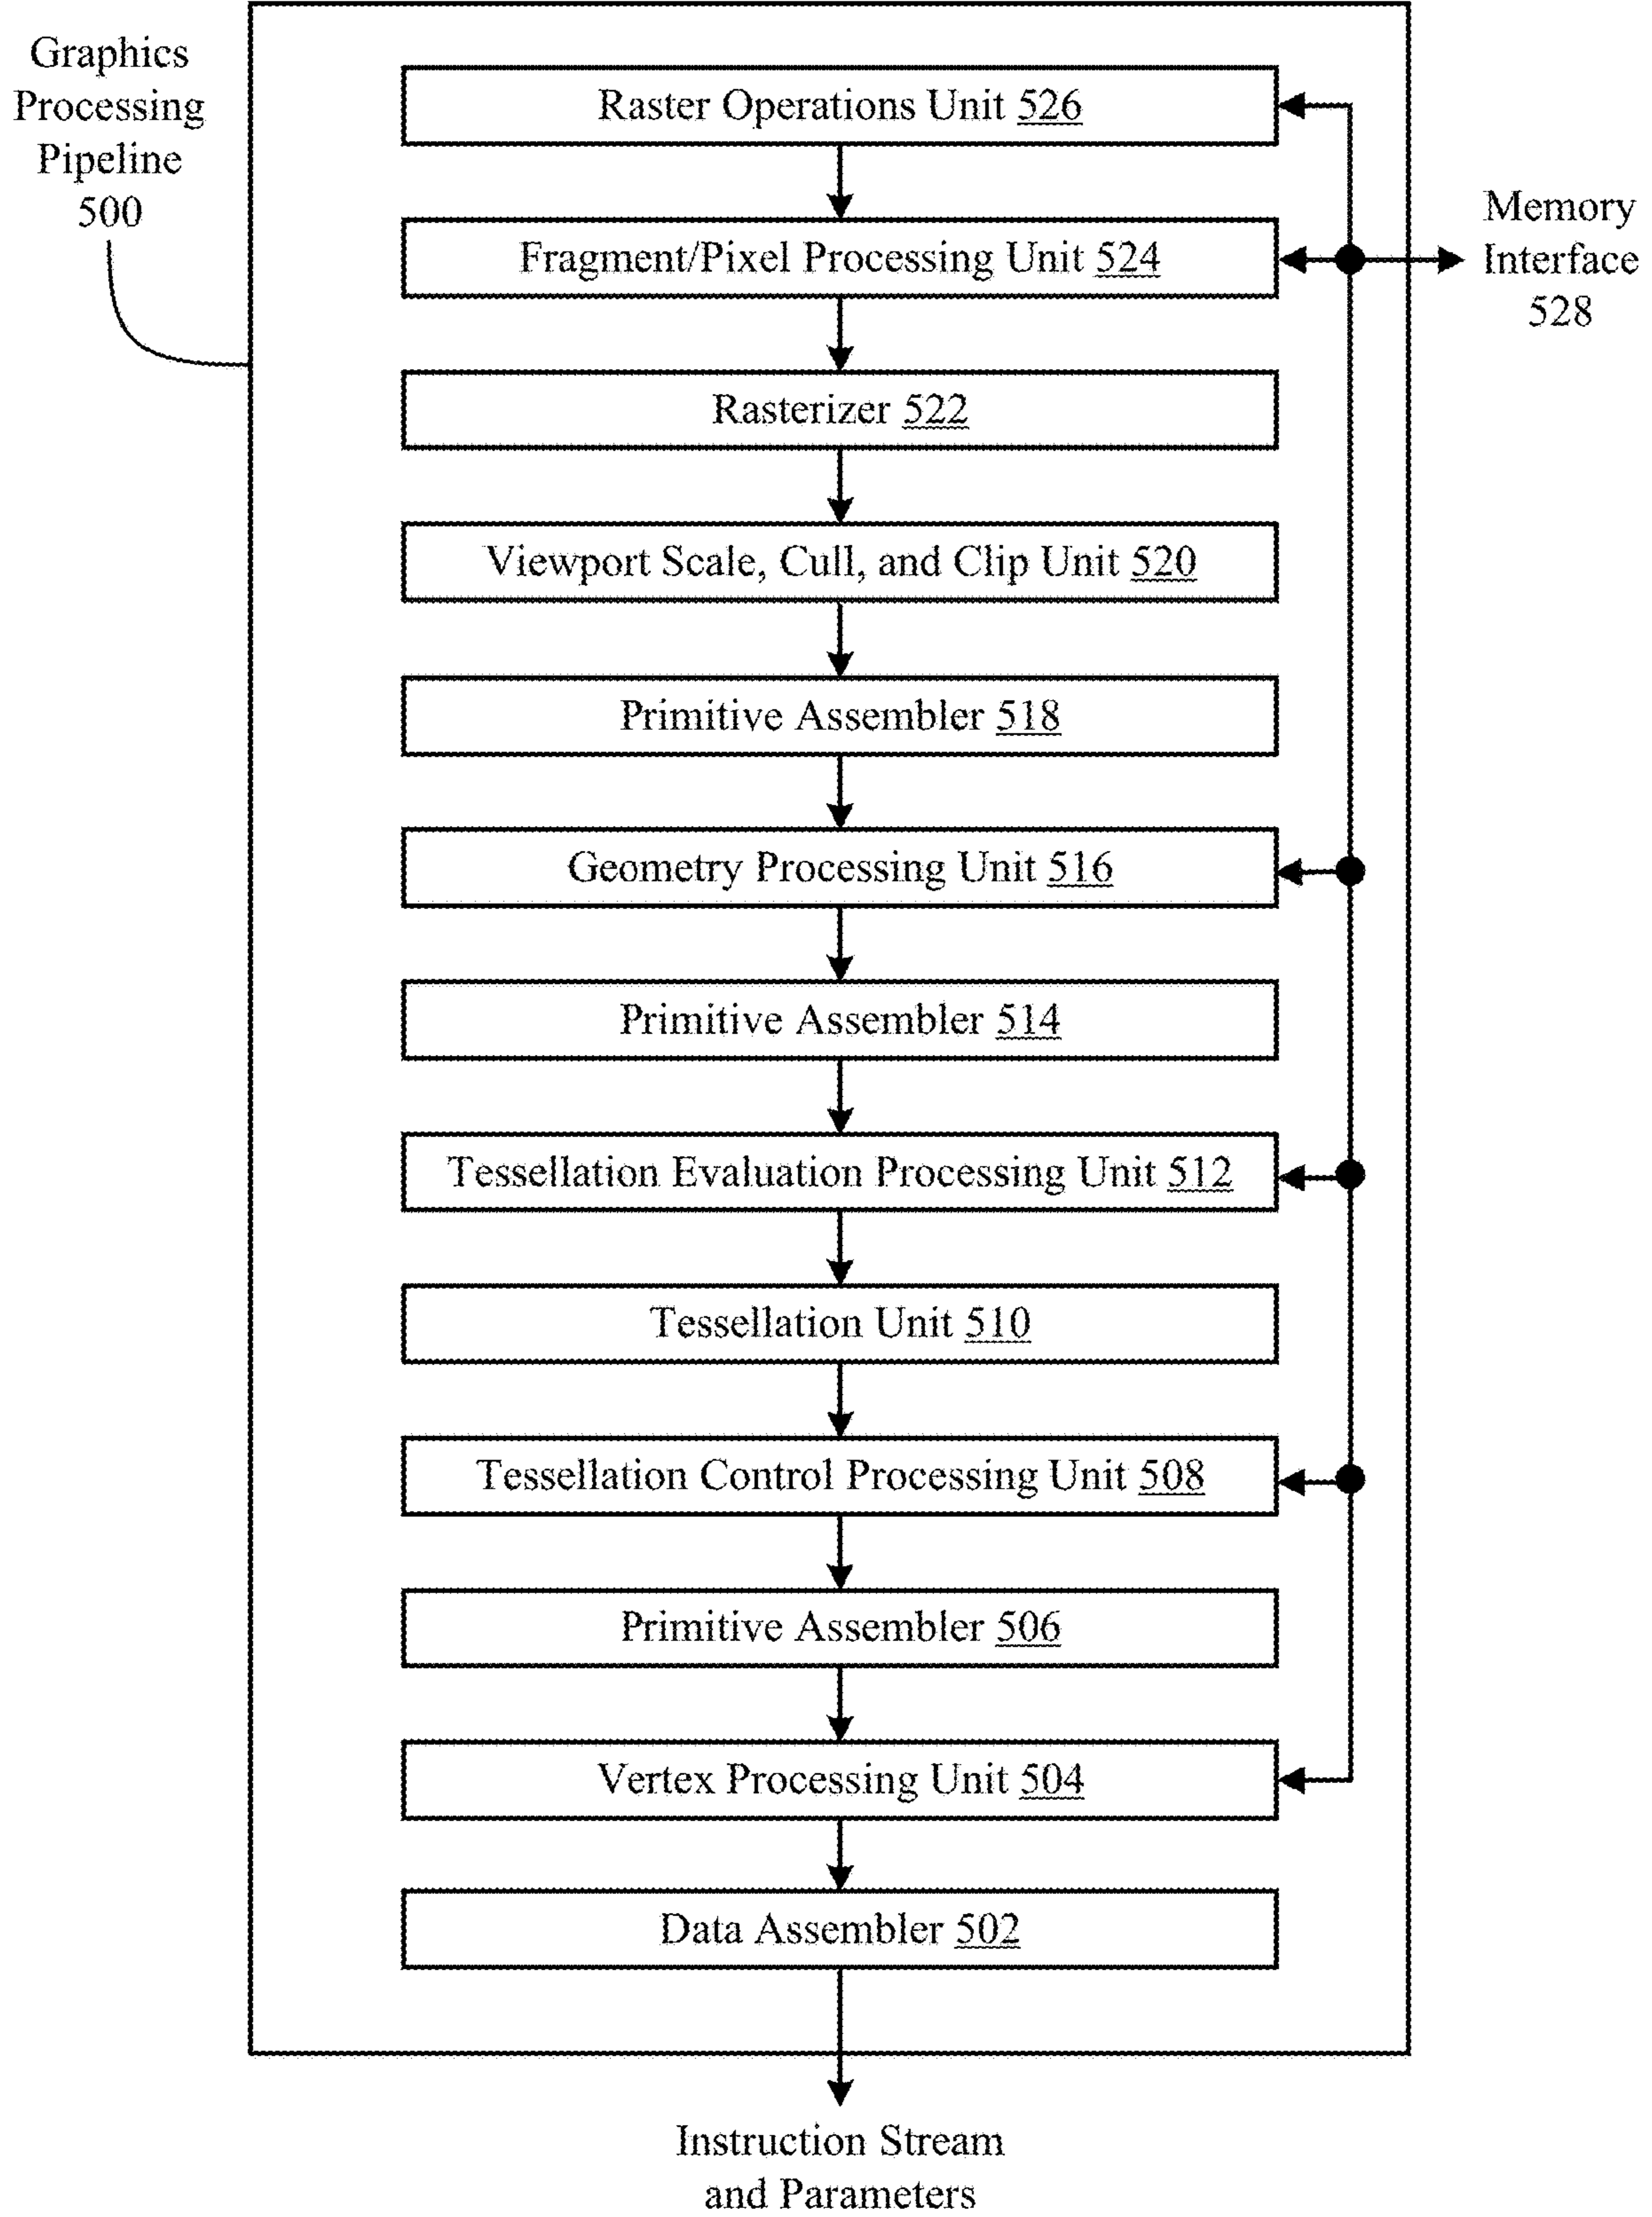 Graphics
Processing
Pipeline
500
Raster Operations Unit 526
Fragment/Pixel Processing Unit 524
Memory
Interface
528
Rasterizer 522
Viewport Scale, Cull, and Clip Unit 520
Primitive Assembler 518
Geometry Processing Unit 516
Primitive Assembler 514
Tessellation Evaluation Processing Unit 512
Tessellation Unit 510
Tessellation Control Processing Unit 508
Primitive Assembler 506
Vertex Processing Unit 504
Data Assembler 502
Instruction Stream
and Parameters